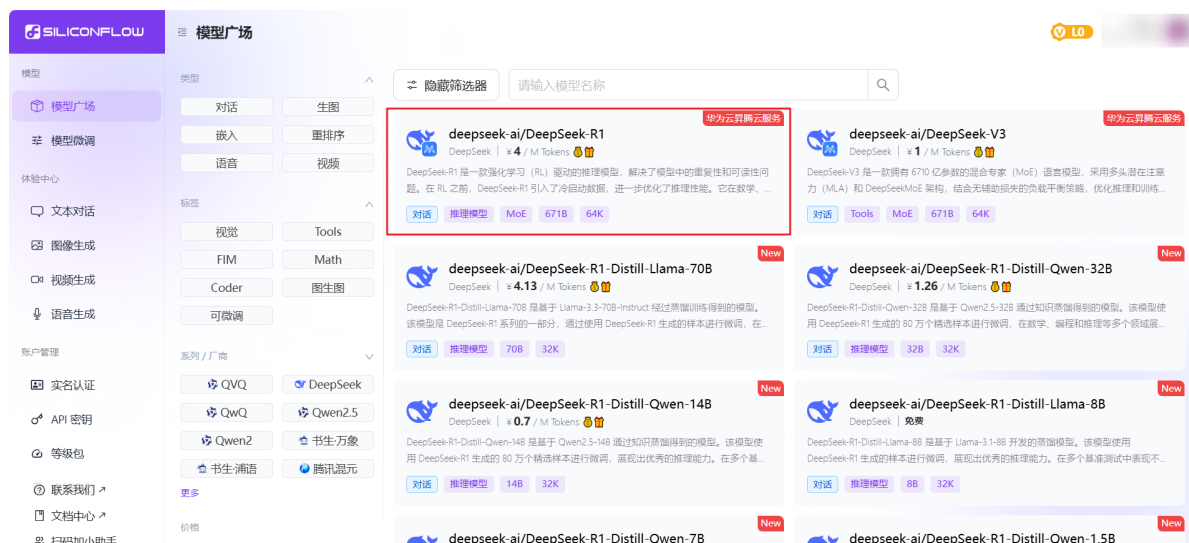 SILICONFLOW
模型广场
L0
模型
模型广场
模型微调
体验中心
文本对话
图像生成
视频生成
语音生成
账户管理
实名认证
API 密钥
等级包
联系我们
文档中心
扫码加小助手
类型
对话
生图
嵌入
重排序
语音
视频
标签
视觉
Tools
FIM
Math
Coder
图生图
可微调
系列 / 厂商
QVQ
DeepSeek
QwQ
Qwen2.5
Qwen2
书生·万象
书生·浦语
腾讯混元
更多
价格
隐藏筛选器
请输入模型名称
华为云昇腾云服务
deepseek-ai/DeepSeek-R1
DeepSeek | ¥ 4 / M Tokens
DeepSeek-R1 是一款强化学习（RL）驱动的推理模型，解决了模型中的重复性和可读性问
题。在 RL 之前，DeepSeek-R1 引入了冷启动数据，进一步优化了推理性能。它在数学、...
对话 推理模型 MoE 671B 64K
华为云昇腾云服务
deepseek-ai/DeepSeek-V3
DeepSeek | ¥ 1 / M Tokens
DeepSeek-V3 是一款拥有 6710 亿参数的混合专家（MoE）语言模型，采用多头潜在注意
力（MLA）和 DeepSeekMoE 架构，结合无辅助损失的负载平衡策略，优化推理和训练...
对话 Tools MoE 671B 64K
New
deepseek-ai/DeepSeek-R1-Distill-Llama-70B
DeepSeek | ¥ 4.13 / M Tokens
DeepSeek-R1-Distill-Llama-70B 是基于 Llama-3.3-70B-Instruct 经过蒸馏训练得到的模型。
该模型是 DeepSeek-R1 系列的一部分，通过使用 DeepSeek-R1 生成的样本进行微调，在...
对话 推理模型 70B 32K
New
deepseek-ai/DeepSeek-R1-Distill-Qwen-32B
DeepSeek | ¥ 1.26 / M Tokens
DeepSeek-R1-Distill-Qwen-32B 是基于 Qwen2.5-32B 通过知识蒸馏得到的模型。该模型使
用 DeepSeek-R1 生成的 80 万个精选样本进行微调，在数学、编程和推理等多个领域展...
对话 推理模型 32B 32K
New
deepseek-ai/DeepSeek-R1-Distill-Qwen-14B
DeepSeek | ¥ 0.7 / M Tokens
DeepSeek-R1-Distill-Qwen-14B 是基于 Qwen2.5-14B 通过知识蒸馏得到的模型。该模型使
用 DeepSeek-R1 生成的 80 万个精选样本进行微调，展现出优秀的推理能力。在多个基...
对话 推理模型 14B 32K
New
deepseek-ai/DeepSeek-R1-Distill-Llama-8B
DeepSeek | 免费
DeepSeek-R1-Distill-Llama-8B 是基于 Llama-3.1-8B 开发的蒸馏模型。该模型使用
DeepSeek-R1 生成的样本进行微调，展现出优秀的推理能力。在多个基准测试中表现不...
对话 推理模型 8B 32K
New
deepseek-ai/DeepSeek-R1-Distill-Qwen-7B
New
deepseek-ai/DeepSeek-R1-Distill-Qwen-1.5B